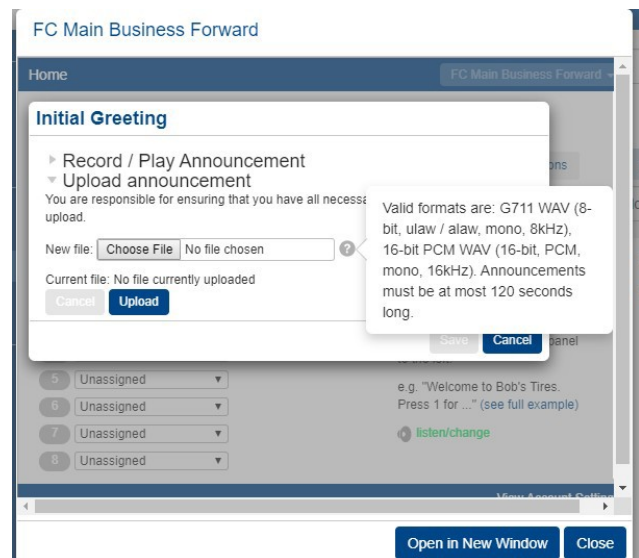 FC Main Business Forward
Home
FC Main Business Forward
Initial Greeting
Record / Play Announcement
ons
Upload announcement
You are responsible for ensuring that you have all necessa
upload.
New file: Choose File No file chosen ?
Valid formats are: G711 WAV (8-
bit, ulaw / alaw, mono, 8kHz),
16-bit PCM WAV (16-bit, PCM,
mono, 16kHz). Announcements
must be at most 120 seconds
long.
Current file: No file currently uploaded
Cancel Upload
Save Cancel
panel
5 Unassigned
6 Unassigned
7 Unassigned
8 Unassigned
e.g. "Welcome to Bob's Tires.
Press 1 for ..." (see full example)
listen/change
View Account Settin
Open in New Window Close